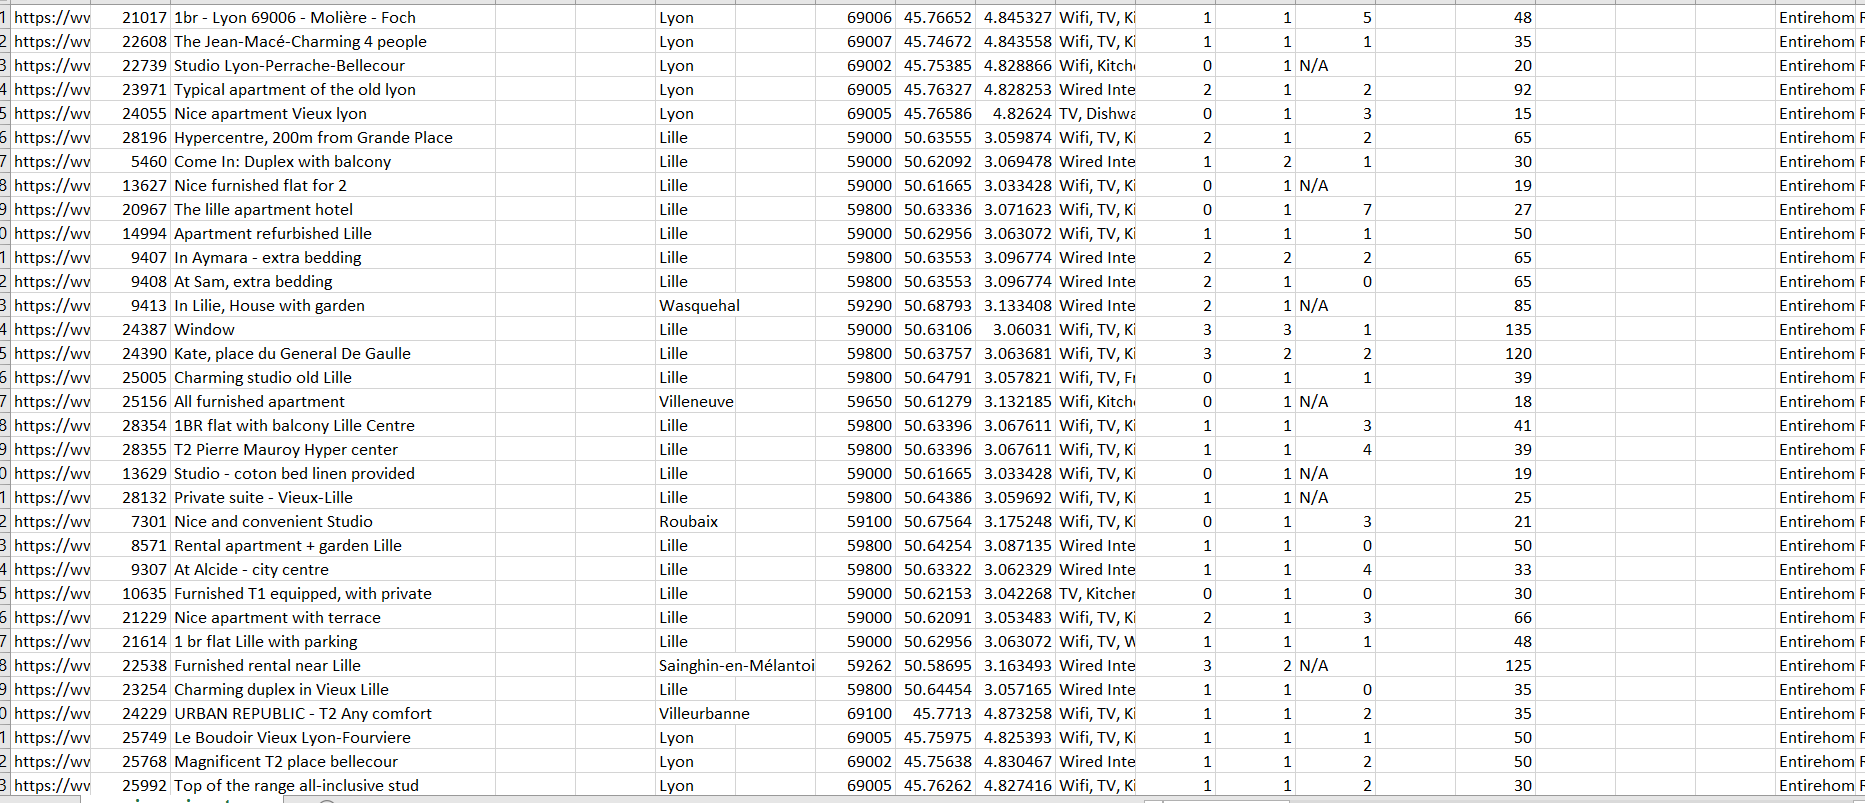 1 https://wv 21017 1br - Lyon 69006 - Molière - Foch Lyon 69006 45.76652 4.845327 Wifi, TV, Ki 1 1 5 48 Entirehom F
2 https://wv 22608 The Jean-Macé-Charming 4 people Lyon 69007 45.74672 4.843558 Wifi, TV, Ki 1 1 1 35 Entirehom F
3 https://wv 22739 Studio Lyon-Perrache-Bellecour Lyon 69002 45.75385 4.828866 Wifi, Kitche 0 1 N/A 20 Entirehom F
4 https://wv 23971 Typical apartment of the old lyon Lyon 69005 45.76327 4.828253 Wired Inte 2 1 2 92 Entirehom F
5 https://wv 24055 Nice apartment Vieux lyon Lyon 69005 45.76586 4.82624 TV, Dishwa 0 1 3 15 Entirehom F
6 https://wv 28196 Hypercentre, 200m from Grande Place Lille 59000 50.63555 3.059874 Wifi, TV, Ki 2 1 2 65 Entirehom F
7 https://wv 5460 Come In: Duplex with balcony Lille 59000 50.62092 3.069478 Wired Inte 1 2 1 30 Entirehom F
8 https://wv 13627 Nice furnished flat for 2 Lille 59000 50.61665 3.033428 Wifi, TV, Ki 0 1 N/A 19 Entirehom F
9 https://wv 20967 The lille apartment hotel Lille 59800 50.63336 3.071623 Wifi, TV, Ki 0 1 7 27 Entirehom F
0 https://wv 14994 Apartment refurbished Lille Lille 59000 50.62956 3.063072 Wifi, TV, Ki 1 1 1 50 Entirehom F
1 https://wv 9407 In Aymara - extra bedding Lille 59800 50.63553 3.096774 Wired Inte 2 2 2 65 Entirehom F
2 https://wv 9408 At Sam, extra bedding Lille 59800 50.63553 3.096774 Wired Inte 2 1 0 65 Entirehom F
3 https://wv 9413 In Lilie, House with garden Wasquehal 59290 50.68793 3.133408 Wired Inte 2 1 N/A 85 Entirehom F
4 https://wv 24387 Window Lille 59000 50.63106 3.06031 Wifi, TV, Ki 3 3 1 135 Entirehom F
5 https://wv 24390 Kate, place du General De Gaulle Lille 59800 50.63757 3.063681 Wifi, TV, Ki 3 2 2 120 Entirehom F
6 https://wv 25005 Charming studio old Lille Lille 59800 50.64791 3.057821 Wifi, TV, Fr 0 1 1 39 Entirehom F
7 https://wv 25156 All furnished apartment Villeneuve 59650 50.61279 3.132185 Wifi, Kitche 0 1 N/A 18 Entirehom F
8 https://wv 28354 1BR flat with balcony Lille Centre Lille 59800 50.63396 3.067611 Wifi, TV, Ki 1 1 3 41 Entirehom F
9 https://wv 28355 T2 Pierre Mauroy Hyper center Lille 59800 50.63396 3.067611 Wifi, TV, Ki 1 1 4 39 Entirehom F
0 https://wv 13629 Studio - coton bed linen provided Lille 59000 50.61665 3.033428 Wifi, TV, Ki 0 1 N/A 19 Entirehom F
1 https://wv 28132 Private suite - Vieux-Lille Lille 59800 50.64386 3.059692 Wifi, TV, Ki 1 1 N/A 25 Entirehom F
2 https://wv 7301 Nice and convenient Studio Roubaix 59100 50.67564 3.175248 Wifi, TV, Ki 0 1 3 21 Entirehom F
3 https://wv 8571 Rental apartment + garden Lille Lille 59800 50.64254 3.087135 Wired Inte 1 1 0 50 Entirehom F
4 https://wv 9307 At Alcide - city centre Lille 59800 50.63322 3.062329 Wired Inte 1 1 4 33 Entirehom F
5 https://wv 10635 Furnished T1 equipped, with private Lille 59000 50.62153 3.042268 TV, Kitcher 0 1 0 30 Entirehom F
6 https://wv 21229 Nice apartment with terrace Lille 59000 50.62091 3.053483 Wifi, TV, Ki 2 1 3 66 Entirehom F
7 https://wv 21614 1 br flat Lille with parking Lille 59000 50.62956 3.063072 Wifi, TV, W 1 1 1 48 Entirehom F
8 https://wv 22538 Furnished rental near Lille Sainghin-en-Mélantoi 59262 50.58695 3.163493 Wired Inte 3 2 N/A 125 Entirehom F
9 https://wv 23254 Charming duplex in Vieux Lille Lille 59800 50.64454 3.057165 Wired Inte 1 1 0 35 Entirehom F
0 https://wv 24229 URBAN REPUBLIC - T2 Any comfort Villeurbanne 69100 45.7713 4.873258 Wifi, TV, Ki 1 1 2 35 Entirehom F
1 https://wv 25749 Le Boudoir Vieux Lyon-Fourviere Lyon 69005 45.75975 4.825393 Wifi, TV, Ki 1 1 1 50 Entirehom F
2 https://wv 25768 Magnificent T2 place bellecour Lyon 69002 45.75638 4.830467 Wired Inte 1 1 2 50 Entirehom F
3 https://wv 25992 Top of the range all-inclusive stud Lyon 69005 45.76262 4.827416 Wifi, TV, Ki 1 1 2 30 Entirehom F